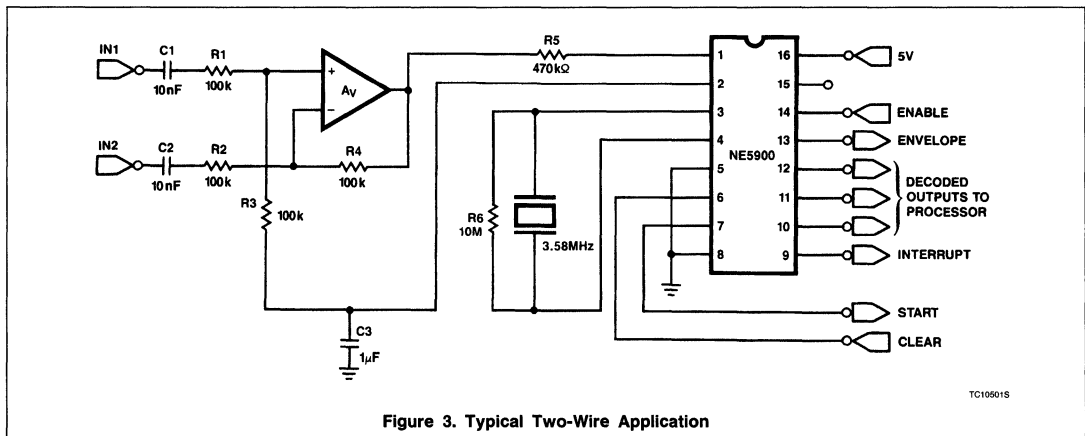 IN1
C1
10nF
R1
100k
+
AV
–
IN2
C2
10nF
R2
100k
R4
100k
R3
100k
C3
1μF
R5
470kΩ
R6
10M
3.58MHz
NE5900
1
2
3
4
5
6
7
8
16
15
14
13
12
11
10
9
5V
ENABLE
ENVELOPE
DECODED
OUTPUTS TO
PROCESSOR
INTERRUPT
START
CLEAR
TC10501S
Figure 3. Typical Two-Wire Application